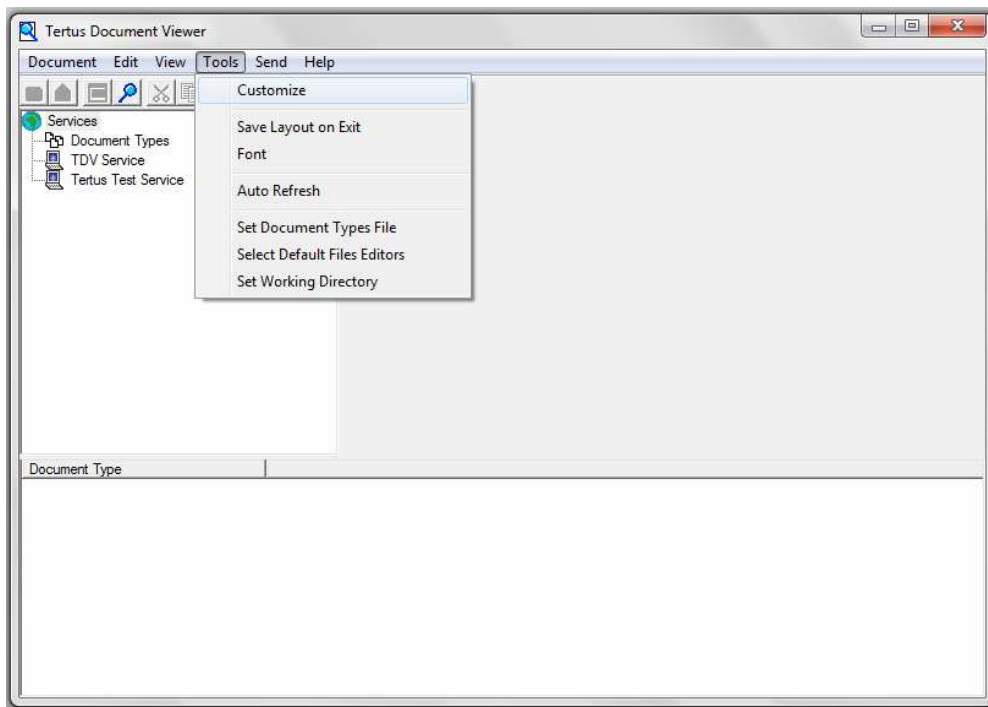 Tertus Document Viewer
Document Edit View Tools Send Help
Customize
Save Layout on Exit
Font
Auto Refresh
Set Document Types File
Select Default Files Editors
Set Working Directory
Services
Document Types
TDV Service
Tertus Test Service
Document Type